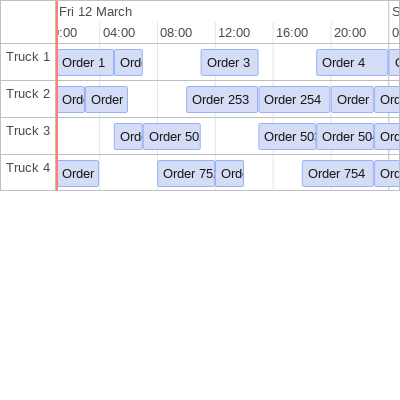 Fri 12 March S
:00 04:00 08:00 12:00 16:00 20:00 0
Truck 1 Order 1 Ord Order 3 Order 4
Truck 2 Ord Order Order 253 Order 254 Order Ord
Truck 3 Ord Order 50 Order 50 Order 50 Ord
Truck 4 Order Order 75 Ord Order 754 Ord